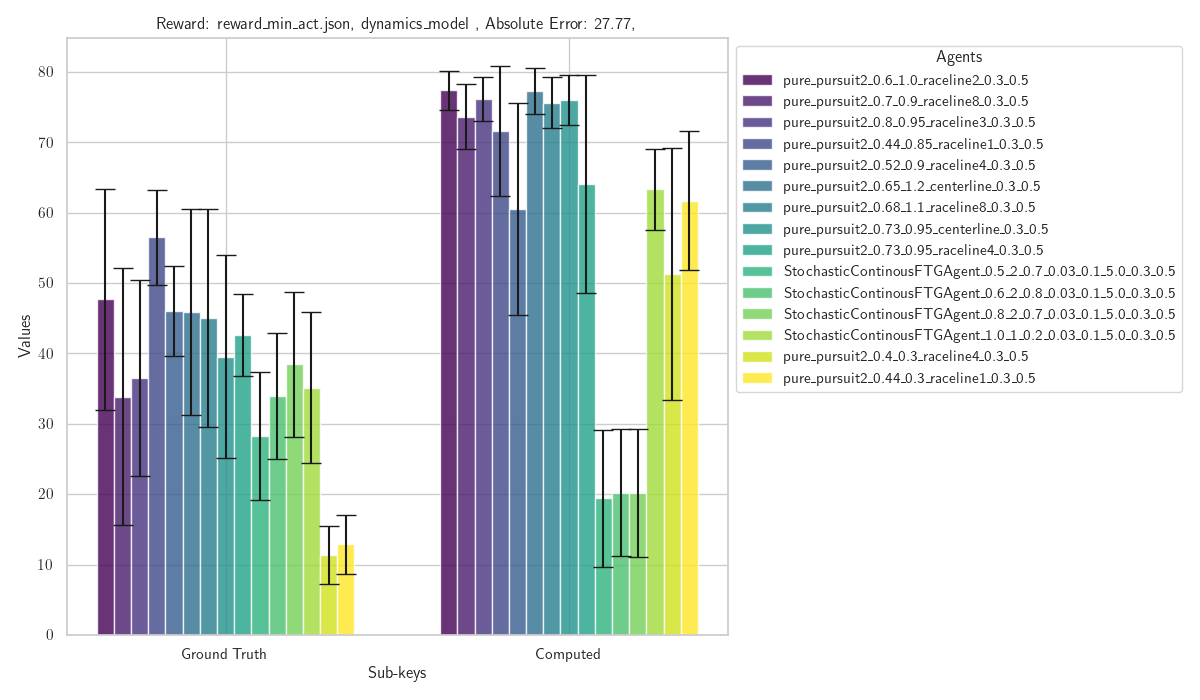 Reward: reward_min_act.json, dynamics_model , Absolute Error: 27.77,
80
70
60
50
40
30
20
10
0
Values
Ground Truth
Computed
Sub-keys
Agents
pure_pursuit2_0.6_1.0_raceline2_0.3_0.5
pure_pursuit2_0.7_0.9_raceline8_0.3_0.5
pure_pursuit2_0.8_0.95_raceline3_0.3_0.5
pure_pursuit2_0.44_0.85_raceline1_0.3_0.5
pure_pursuit2_0.52_0.9_raceline4_0.3_0.5
pure_pursuit2_0.65_1.2_centerline_0.3_0.5
pure_pursuit2_0.68_1.1_raceline8_0.3_0.5
pure_pursuit2_0.73_0.95_centerline_0.3_0.5
pure_pursuit2_0.73_0.95_raceline4_0.3_0.5
StochasticContinousFTGAgent_0.5_2_0.7_0.03_0.1_5.0_0.3_0.5
StochasticContinousFTGAgent_0.6_2_0.8_0.03_0.1_5.0_0.3_0.5
StochasticContinousFTGAgent_0.8_2_0.7_0.03_0.1_5.0_0.3_0.5
StochasticContinousFTGAgent_1.0_1_0.2_0.03_0.1_5.0_0.3_0.5
pure_pursuit2_0.4_0.3_raceline4_0.3_0.5
pure_pursuit2_0.44_0.3_raceline1_0.3_0.5